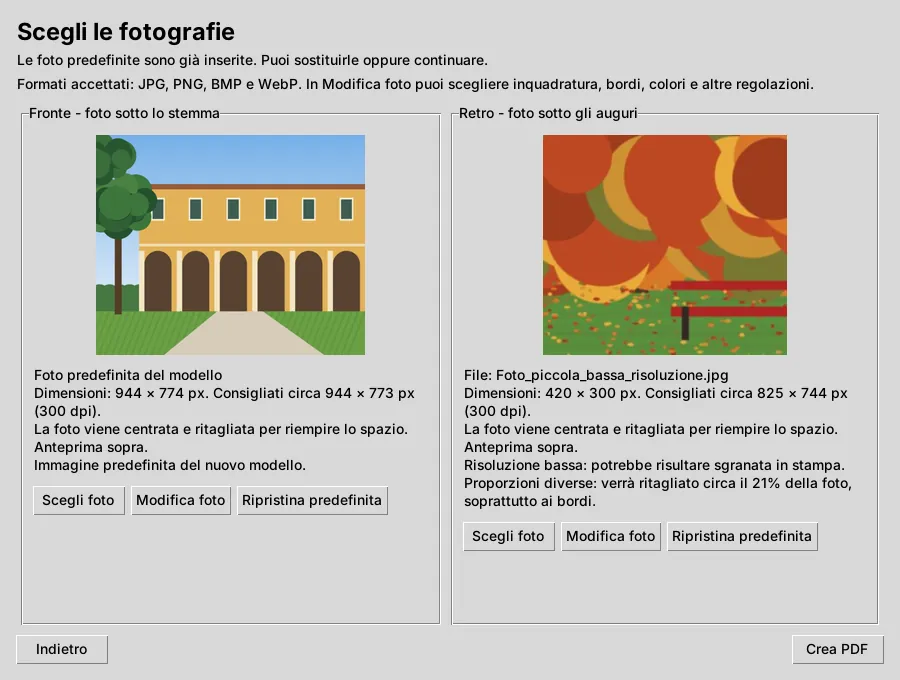 Scegli le fotografie
Le foto predefinite sono già inserite. Puoi sostituirle oppure continuare.
Formati accettati: JPG, PNG, BMP e WebP. In Modifica foto puoi scegliere inquadratura, bordi, colori e altre regolazioni.
Fronte - foto sotto lo stemma
Foto predefinita del modello
Dimensioni: 944 × 774 px. Consigliati circa 944 × 773 px
(300 dpi).
La foto viene centrata e ritagliata per riempire lo spazio.
Anteprima sopra.
Immagine predefinita del nuovo modello.
Scegli foto
Modifica foto
Ripristina predefinita
Retro - foto sotto gli auguri
File: Foto_piccola_bassa_risoluzione.jpg
Dimensioni: 420 × 300 px. Consigliati circa 825 × 744 px
(300 dpi).
La foto viene centrata e ritagliata per riempire lo spazio.
Anteprima sopra.
Risoluzione bassa: potrebbe risultare sgranata in stampa.
Proporzioni diverse: verrà ritagliato circa il 21% della foto,
soprattutto ai bordi.
Scegli foto
Modifica foto
Ripristina predefinita
Indietro
Crea PDF